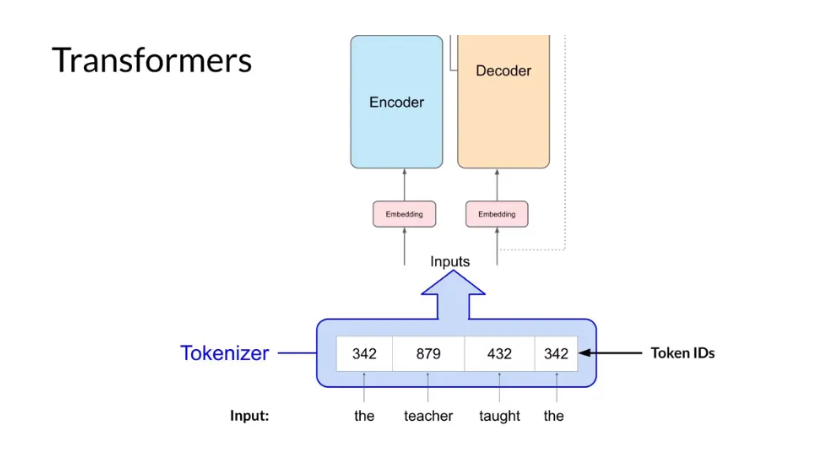 Transformers
Encoder
Decoder
Embedding
Embedding
Inputs
Tokenizer
342 879 432 342
Token IDs
Input: the teacher taught the